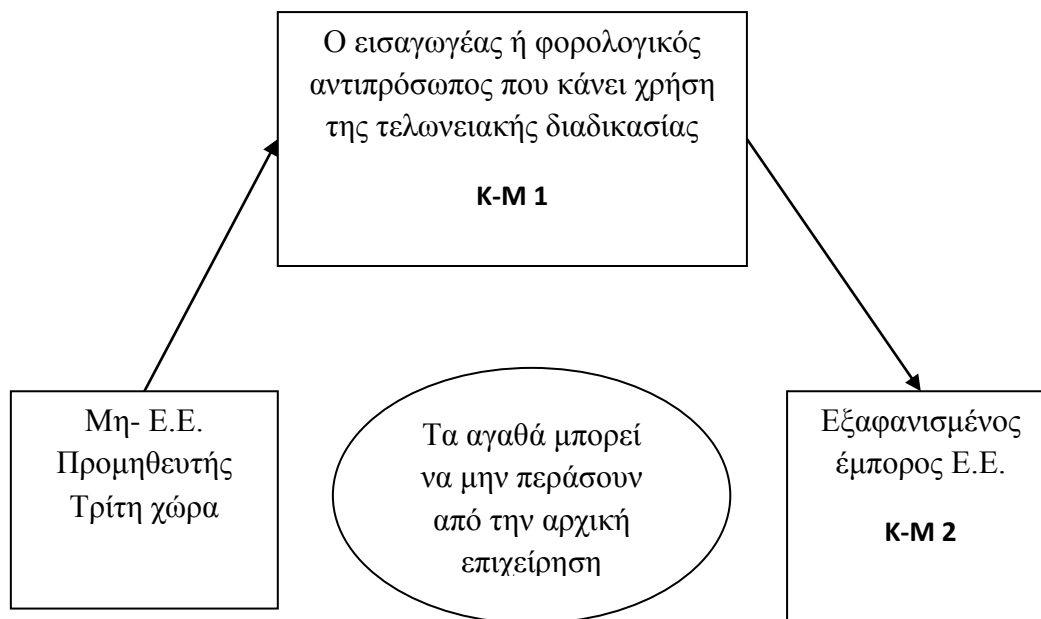 Ο εισαγωγέας ή φορολογικός
αντιπρόσωπος που κάνει χρήση
της τελωνειακής διαδικασίας
Κ-Μ 1
Μη- Ε.Ε.
Προμηθευτής
Τρίτη χώρα
Τα αγαθά μπορεί
να μην περάσουν
από την αρχική
επιχείρηση
Εξαφανισμένος
έμπορος Ε.Ε.
Κ-Μ 2